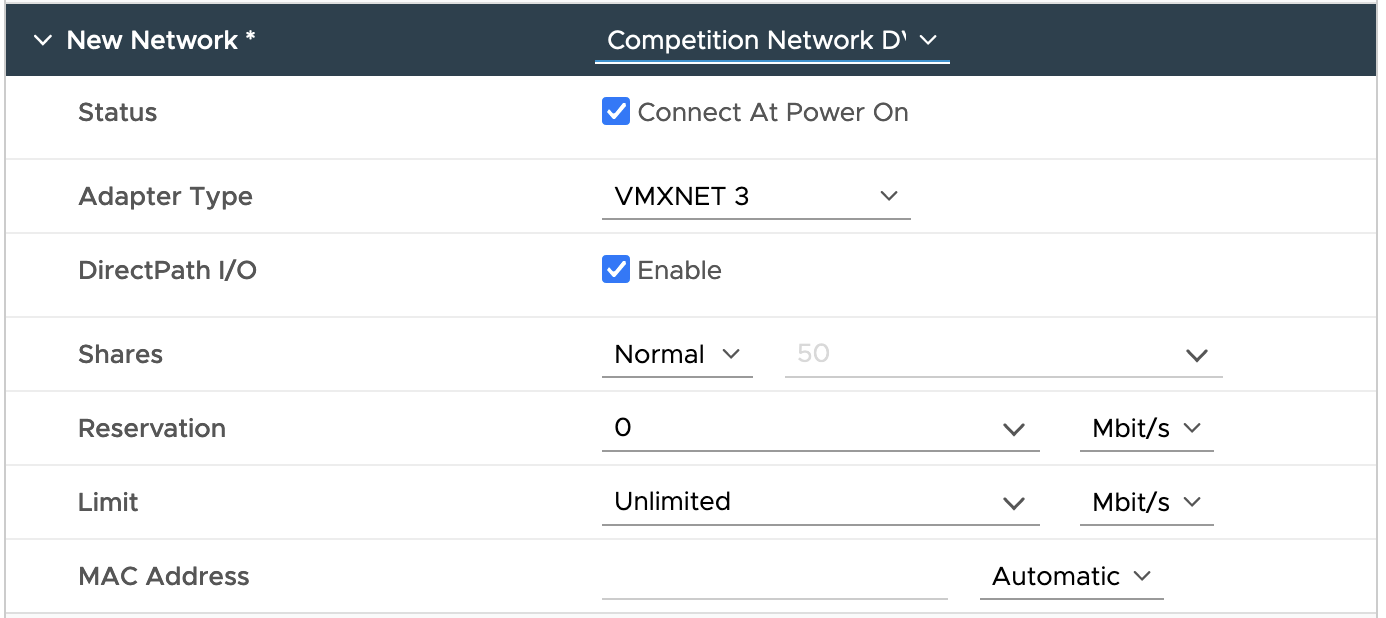 New Network *
Competition Network D
Status
Connect At Power On
Adapter Type
VMXNET 3
DirectPath I/O
Enable
Shares
Normal
50
Reservation
0
Mbit/s
Limit
Unlimited
Mbit/s
MAC Address
Automatic